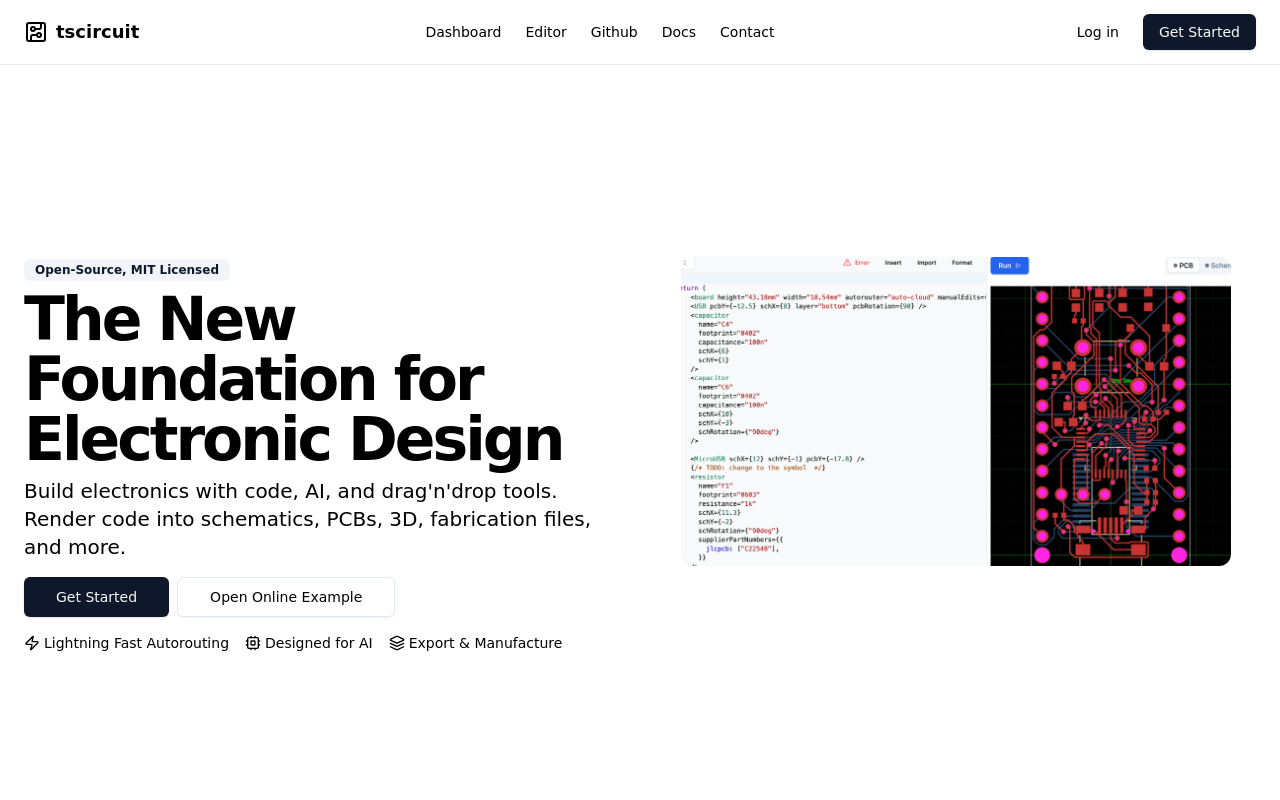 tscircuit
Dashboard
Editor
Github
Docs
Contact
Log in
Get Started
Open-Source, MIT Licensed
The New
Foundation for
Electronic Design
Build electronics with code, AI, and drag'n'drop tools.
Render code into schematics, PCBs, 3D, fabrication files,
and more.
Get Started
Open Online Example
Lightning Fast Autorouting
Designed for AI
Export & Manufacture
Error
Insert
Import
Format
turn (
<board height="43.18mm" width="18.54mm" autorouter="auto-cloud" manualEdits=
<USB pcbY={-12.5} schX={8} layer="bottom" pcbRotation={90} />
<capacitor
name="C4"
footprint="0402"
capacitance="100n"
schX={6}
schY={1}
/>
<capacitor
name="C6"
footprint="0402"
capacitance="100n"
schX={10}
schY={-3}
schRotation={"90deg"}
/>
<MicroUSB schX={12} schY={-1} pcbY={-17.8} />
{/* TODO: change to the symbol */}
<resistor
name="F1"
footprint="0603"
resistance="1k"
schX={11.3}
schY={-2}
schRotation={"90deg"}
supplierPartNumbers={{
jlcpcb: ["C22548"],
}}
Run
PCB
Schen